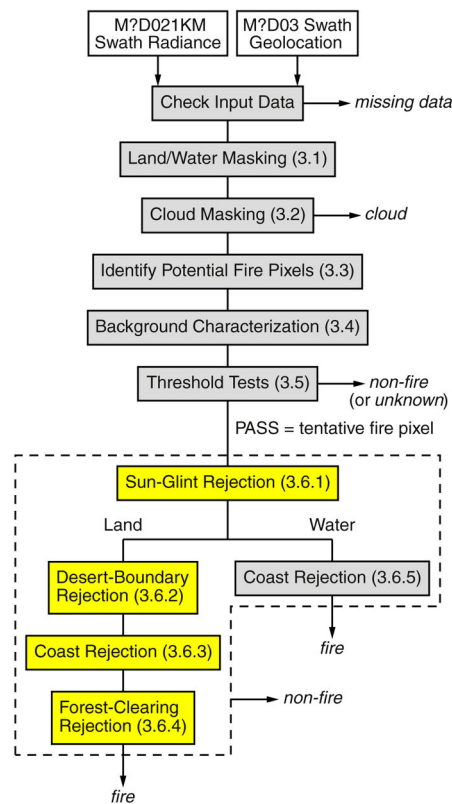 M?D021KM
Swath Radiance
M?D03 Swath
Geolocation
Check Input Data
missing data
Land/Water Masking (3.1)
Cloud Masking (3.2)
cloud
Identify Potential Fire Pixels (3.3)
Background Characterization (3.4)
Threshold Tests (3.5)
non-fire
(or unknown)
PASS = tentative fire pixel
Sun-Glint Rejection (3.6.1)
Land
Water
Desert-Boundary
Rejection (3.6.2)
Coast Rejection (3.6.5)
Coast Rejection (3.6.3)
fire
Forest-Clearing
Rejection (3.6.4)
non-fire
fire